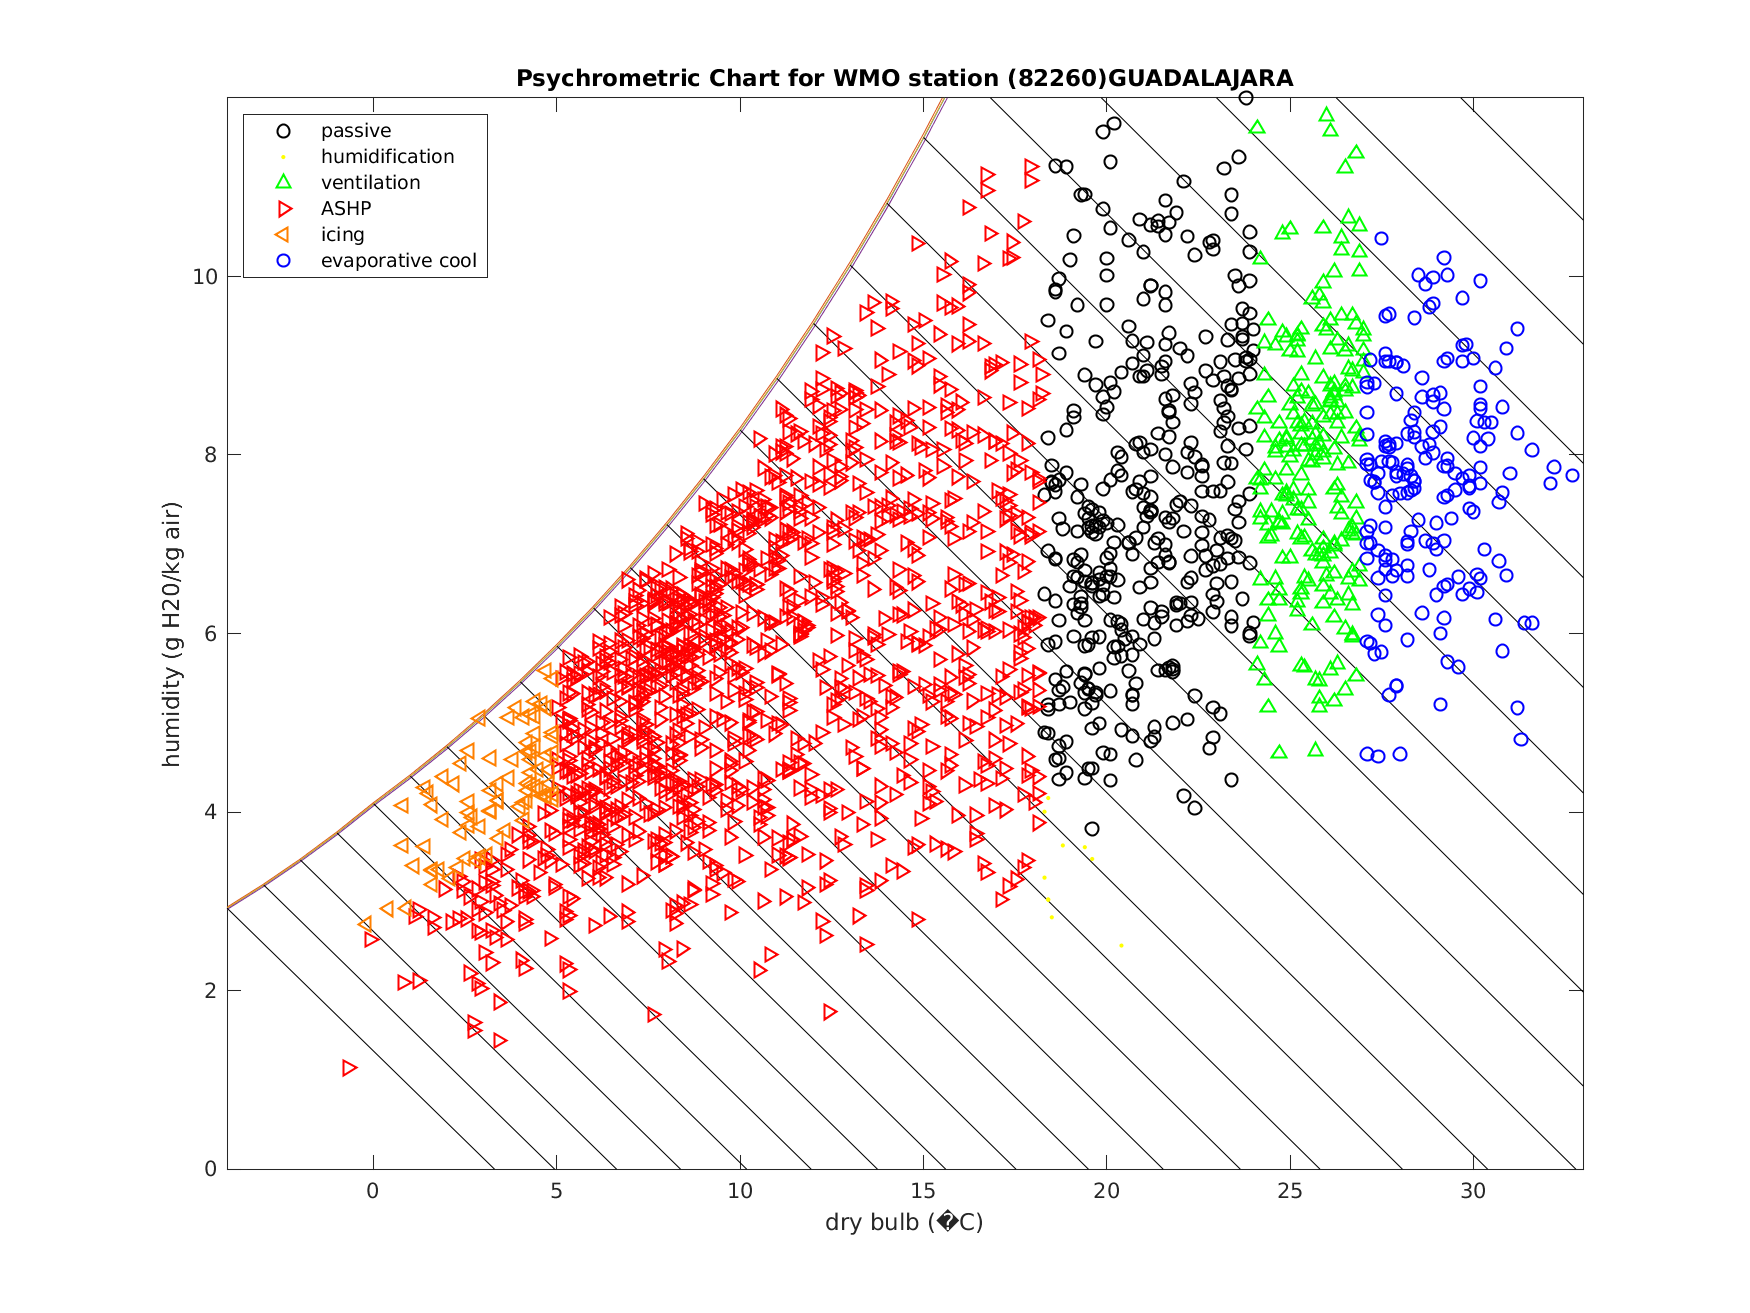 Psychrometric Chart for WMO station (82260)GUADALAJARA
passive
humidification
ventilation
ASHP
icing
evaporative cool
humidity (g H20/kg air)
10
8
6
4
2
0
0 5 10 15 20 25 30
dry bulb (�C)